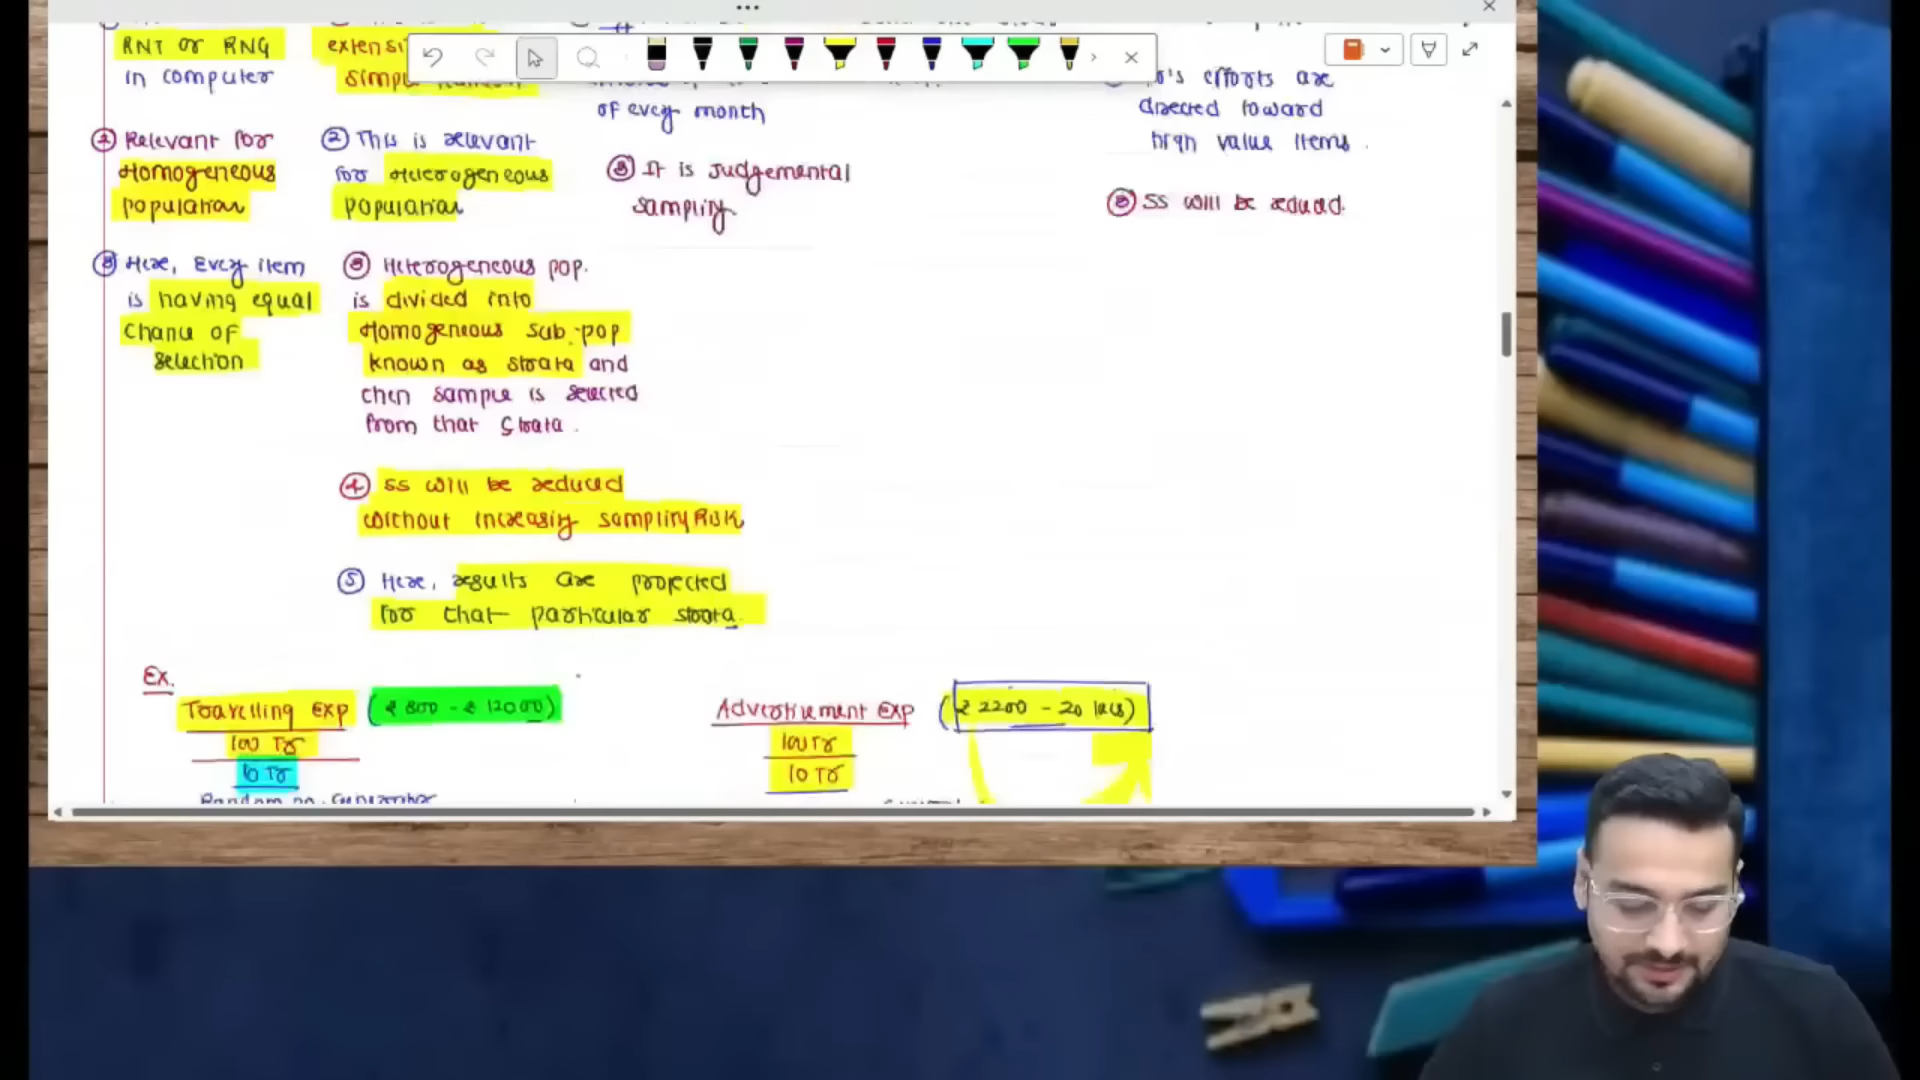 RNT or RNG
in computer
② Relevant for
Homogeneous
population
③ Here, Every item
is having equal
chance of
selection
② This is relevant
for Heterogeneous
population
③ Heterogeneous pop.
is divided into
Homogeneous sub-pop
known as strata and
then sample is selected
from that strata.
④ SS will be reduced
without increasing sampling Risk
⑤ Here, results are projected
for that particular strata.
of every month
③ It is Judgemental
sampling
efforts are
directed toward
high value items.
③ SS will be reduced.
Ex.
Travelling Exp (₹ 800 - ₹ 12000)
100 Tr
10 Tr
Random no. Generator
Advertisement Exp (₹ 2200 - 20 lacs)
100 Tr
10 Tr